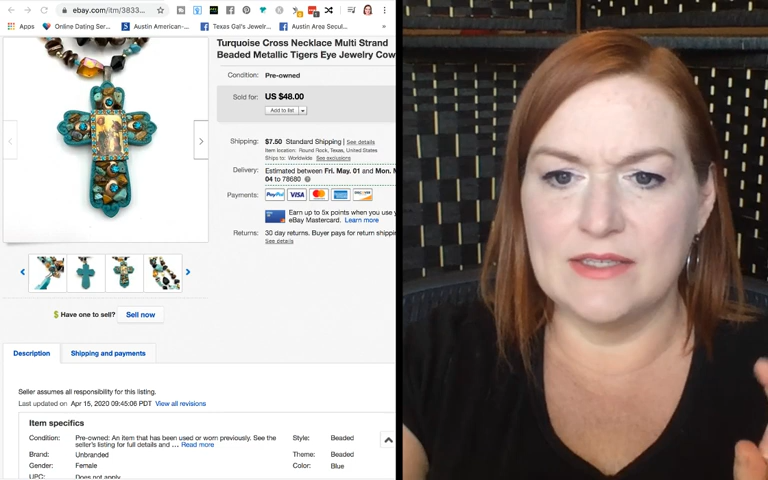 ebay.com/itm/3833...
Apps
Online Dating Ser...
Austin American-...
Texas Gal's Jewelr...
Austin Area Secul...
Turquoise Cross Necklace Multi Strand
Beaded Metallic Tigers Eye Jewelry Cow
Condition: Pre-owned
Sold for: US $48.00
Add to list
Shipping: $7.50 Standard Shipping | See details
Item location: Round Rock, Texas, United States
Ships to: Worldwide See exclusions
Delivery: Estimated between Fri. May. 01 and Mon. M
04 to 78680
Payments: PayPal VISA
Earn up to 5x points when you use y
eBay Mastercard. Learn more
Returns: 30 day returns. Buyer pays for return shippi
See details
$ Have one to sell? Sell now
Description Shipping and payments
Seller assumes all responsibility for this listing.
Last updated on Apr 15, 2020 09:45:06 PDT View all revisions
Item specifics
Condition: Pre-owned: An item that has been used or worn previously. See the
seller's listing for full details and ... Read more
Style: Beaded
Brand: Unbranded
Theme: Beaded
Gender: Female
Color: Blue
UPC: Does not apply